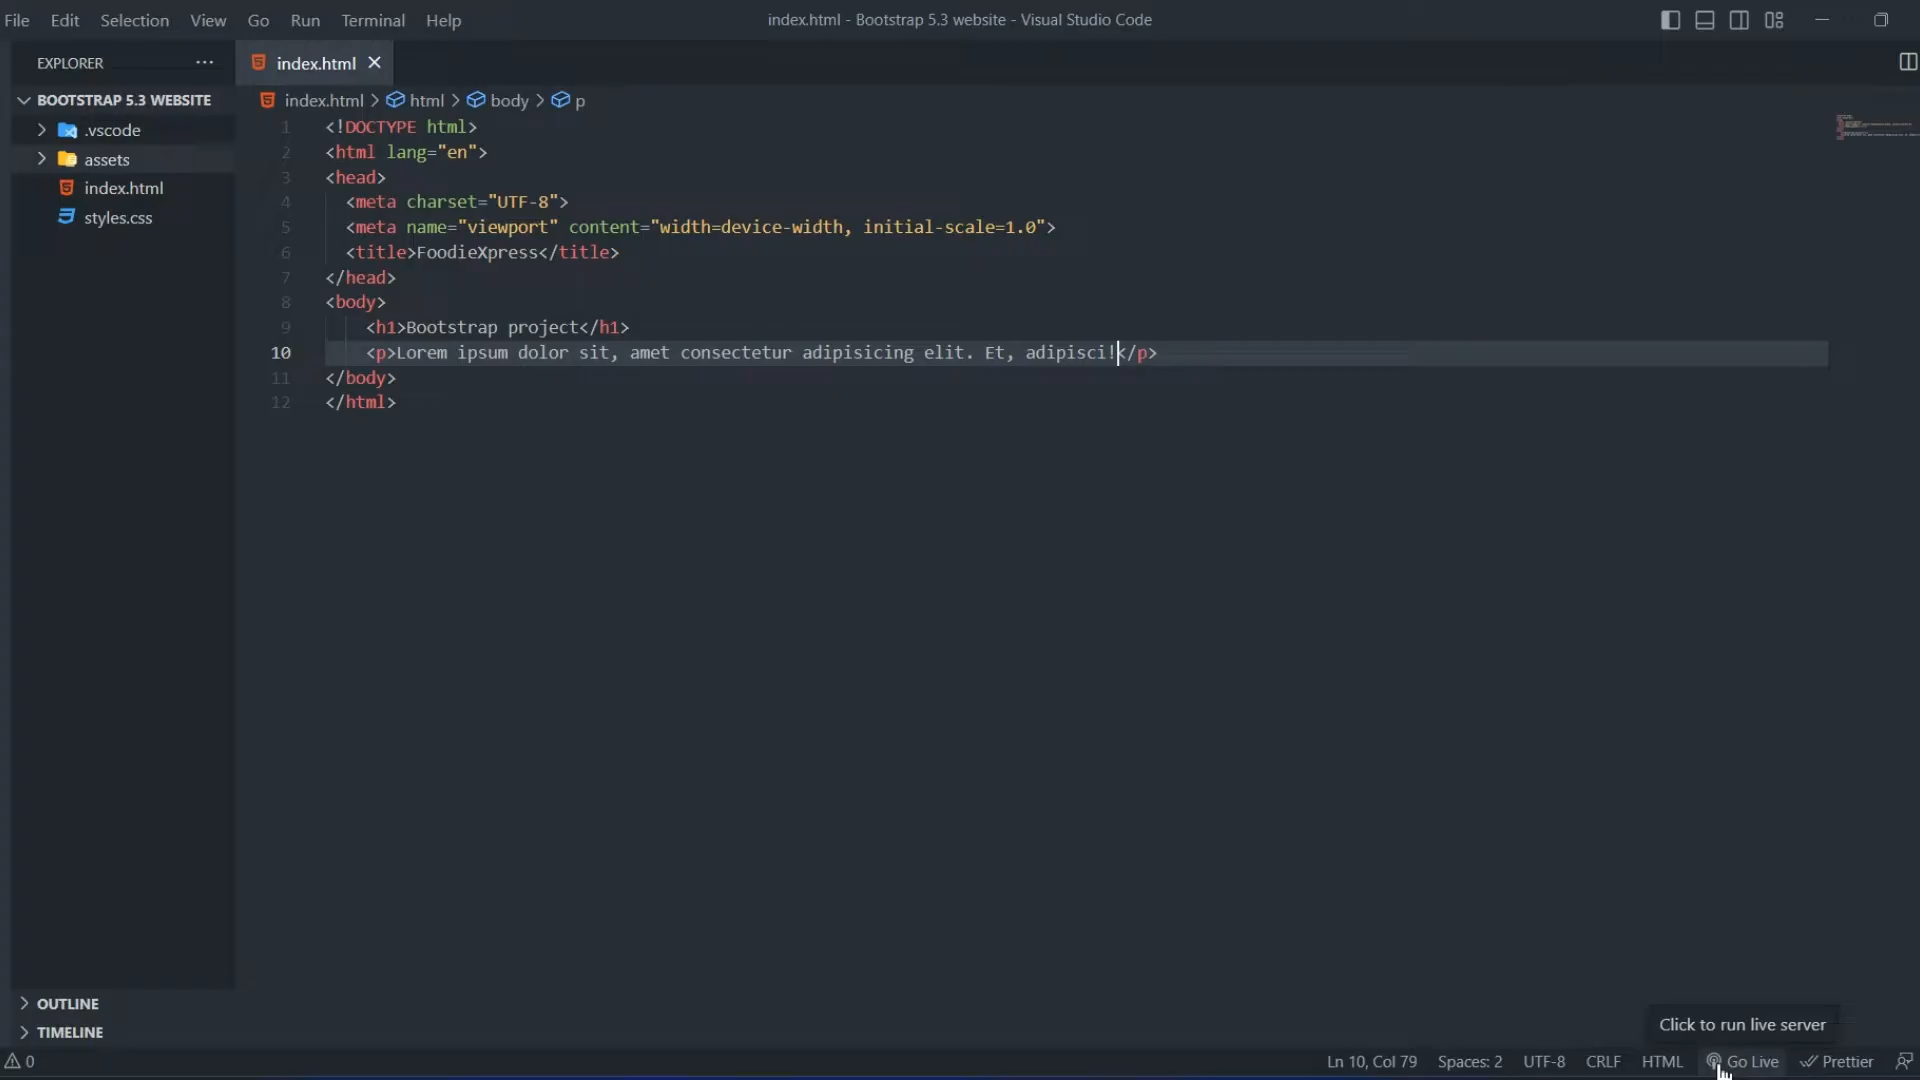 File Edit Selection View Go Run Terminal Help
index.html - Bootstrap 5.3 website - Visual Studio Code
EXPLORER
BOOTSTRAP 5.3 WEBSITE
.vscode
assets
index.html
styles.css
OUTLINE
TIMELINE
index.html
index.html > html > body > p
1 <!DOCTYPE html>
2 <html lang="en">
3 <head>
4 <meta charset="UTF-8">
5 <meta name="viewport" content="width=device-width, initial-scale=1.0">
6 <title>FoodieXpress</title>
7 </head>
8 <body>
9 <h1>Bootstrap project</h1>
10 <p>Lorem ipsum dolor sit, amet consectetur adipisicing elit. Et, adipisci!</p>
11 </body>
12 </html>
Click to run live server
0
Ln 10, Col 79 Spaces: 2 UTF-8 CRLF HTML Go Live Prettier